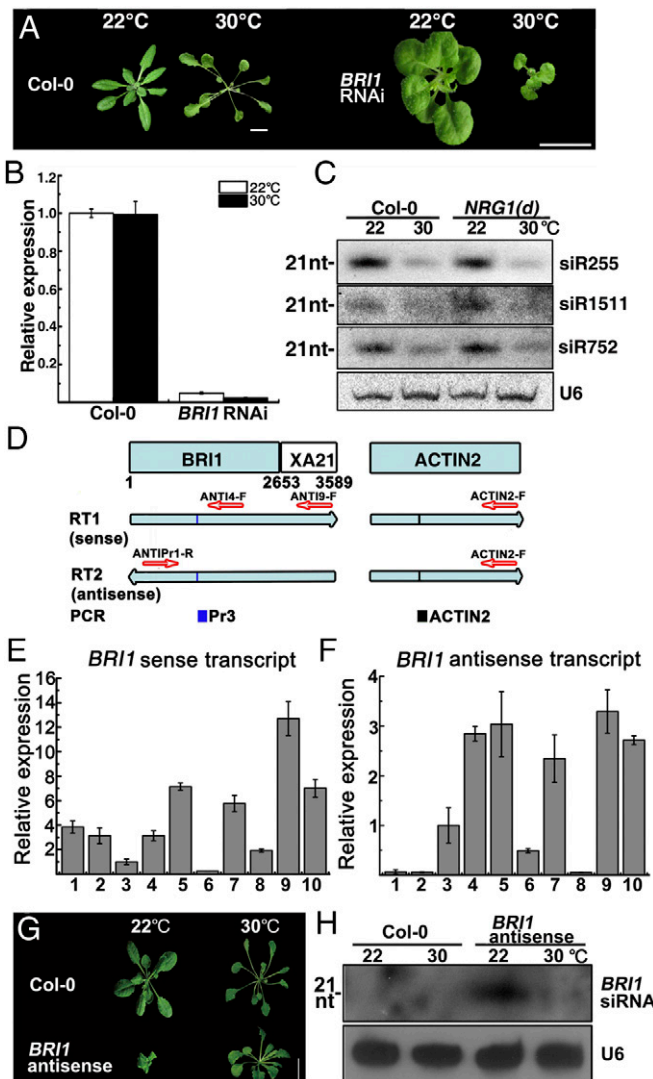 A
22°C 30°C 22°C 30°C
Col-0
BRI1 RNAi
B
Relative expression
1.2
1.0
0.8
0.6
0.4
0.2
22°C
30°C
Col-0 BRI1 RNAi
C
Col-0 NRG1(d)
22 30 22 30 °C
21nt- siR255
21nt- siR1511
21nt- siR752
U6
D
BRI1 XA21 ACTIN2
1 2653 3589
ANTI4-F ANTI9-F ACTIN2-F
RT1
(sense)
ANTIPr1-R ACTIN2-F
RT2
(antisense)
PCR Pr3 ACTIN2
E BRI1 sense transcript
Relative expression
16
14
12
10
8
6
4
2
1 2 3 4 5 6 7 8 9 10
F BRI1 antisense transcript
Relative expression
4
3
2
1
1 2 3 4 5 6 7 8 9 10
G
22°C 30°C
Col-0
BRI1
antisense
H
Col-0 BRI1
antisense
22 30 22 30 °C
21
nt-
BRI1
siRNA
U6